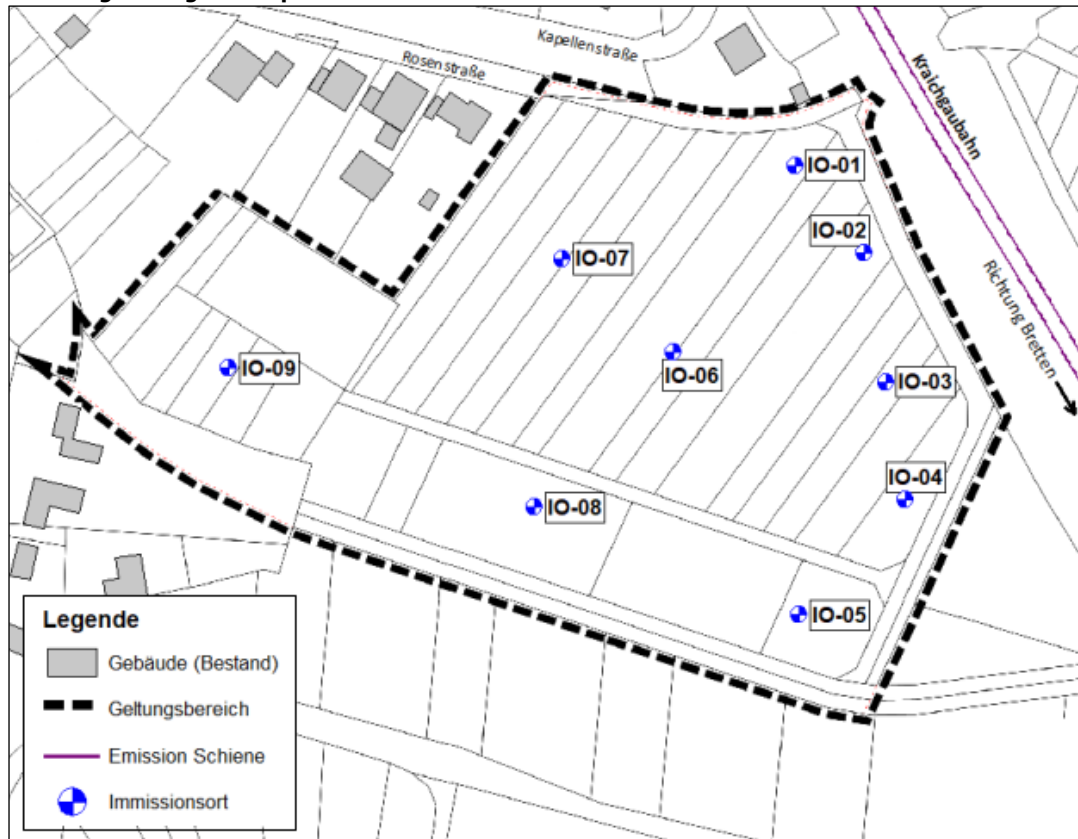 Kapellenstraße
Rosenstraße
Kraichgaubahn
IO-01
IO-02
IO-07
Richtung Bretten
IO-06
IO-09
IO-03
IO-04
IO-08
IO-05
Legende
Gebäude (Bestand)
Geltungsbereich
Emission Schiene
Immissionsort